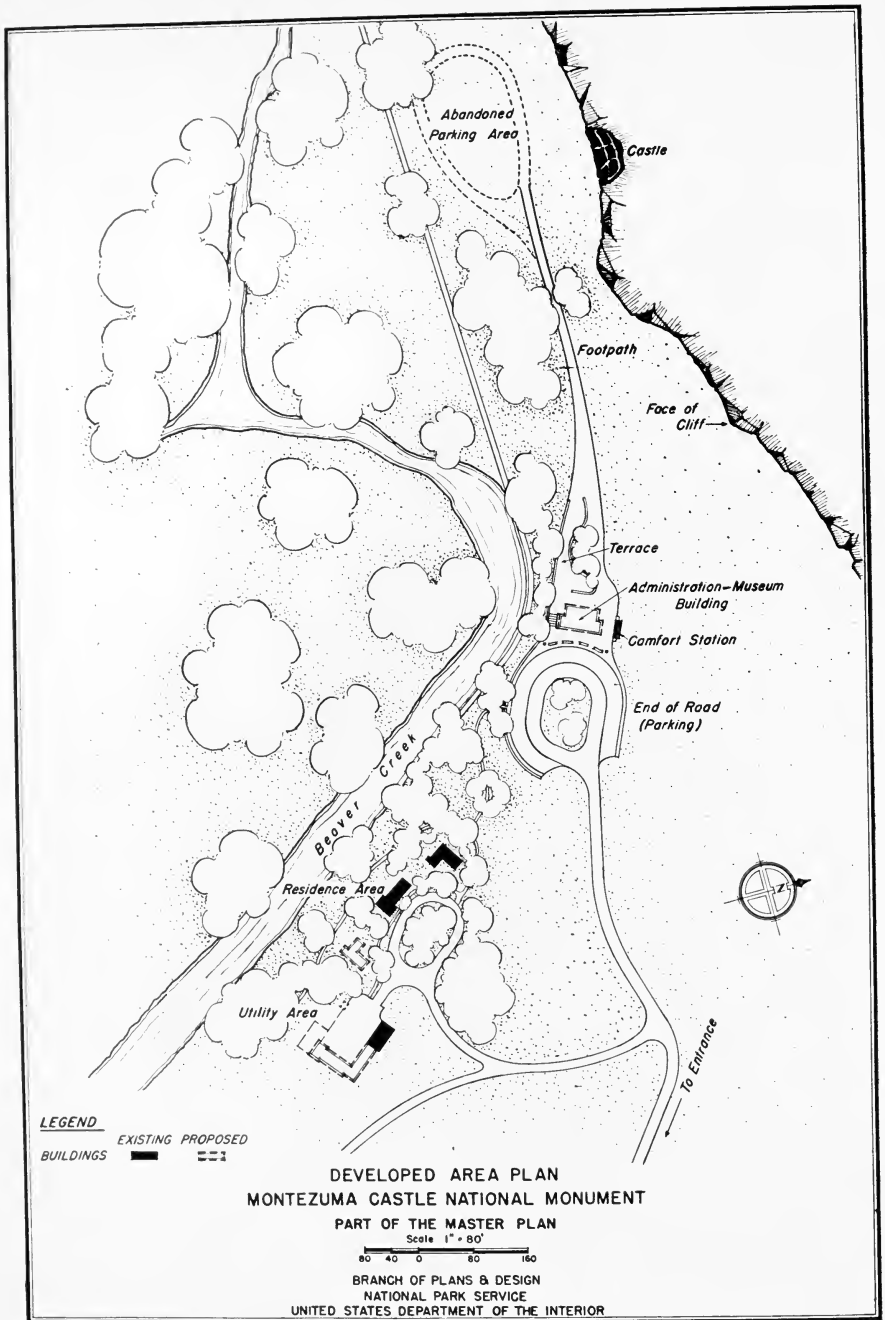 Abandoned
Parking Area
Castle
Footpath
Face of
Cliff
Terrace
Administration-Museum
Building
Comfort Station
End of Road
(Parking)
Beaver Creek
Residence Area
N
Utility Area
To Entrance
LEGEND
EXISTING PROPOSED
BUILDINGS
DEVELOPED AREA PLAN
MONTEZUMA CASTLE NATIONAL MONUMENT
PART OF THE MASTER PLAN
Scale 1" = 80'
80 40 0 80 160
BRANCH OF PLANS & DESIGN
NATIONAL PARK SERVICE
UNITED STATES DEPARTMENT OF THE INTERIOR